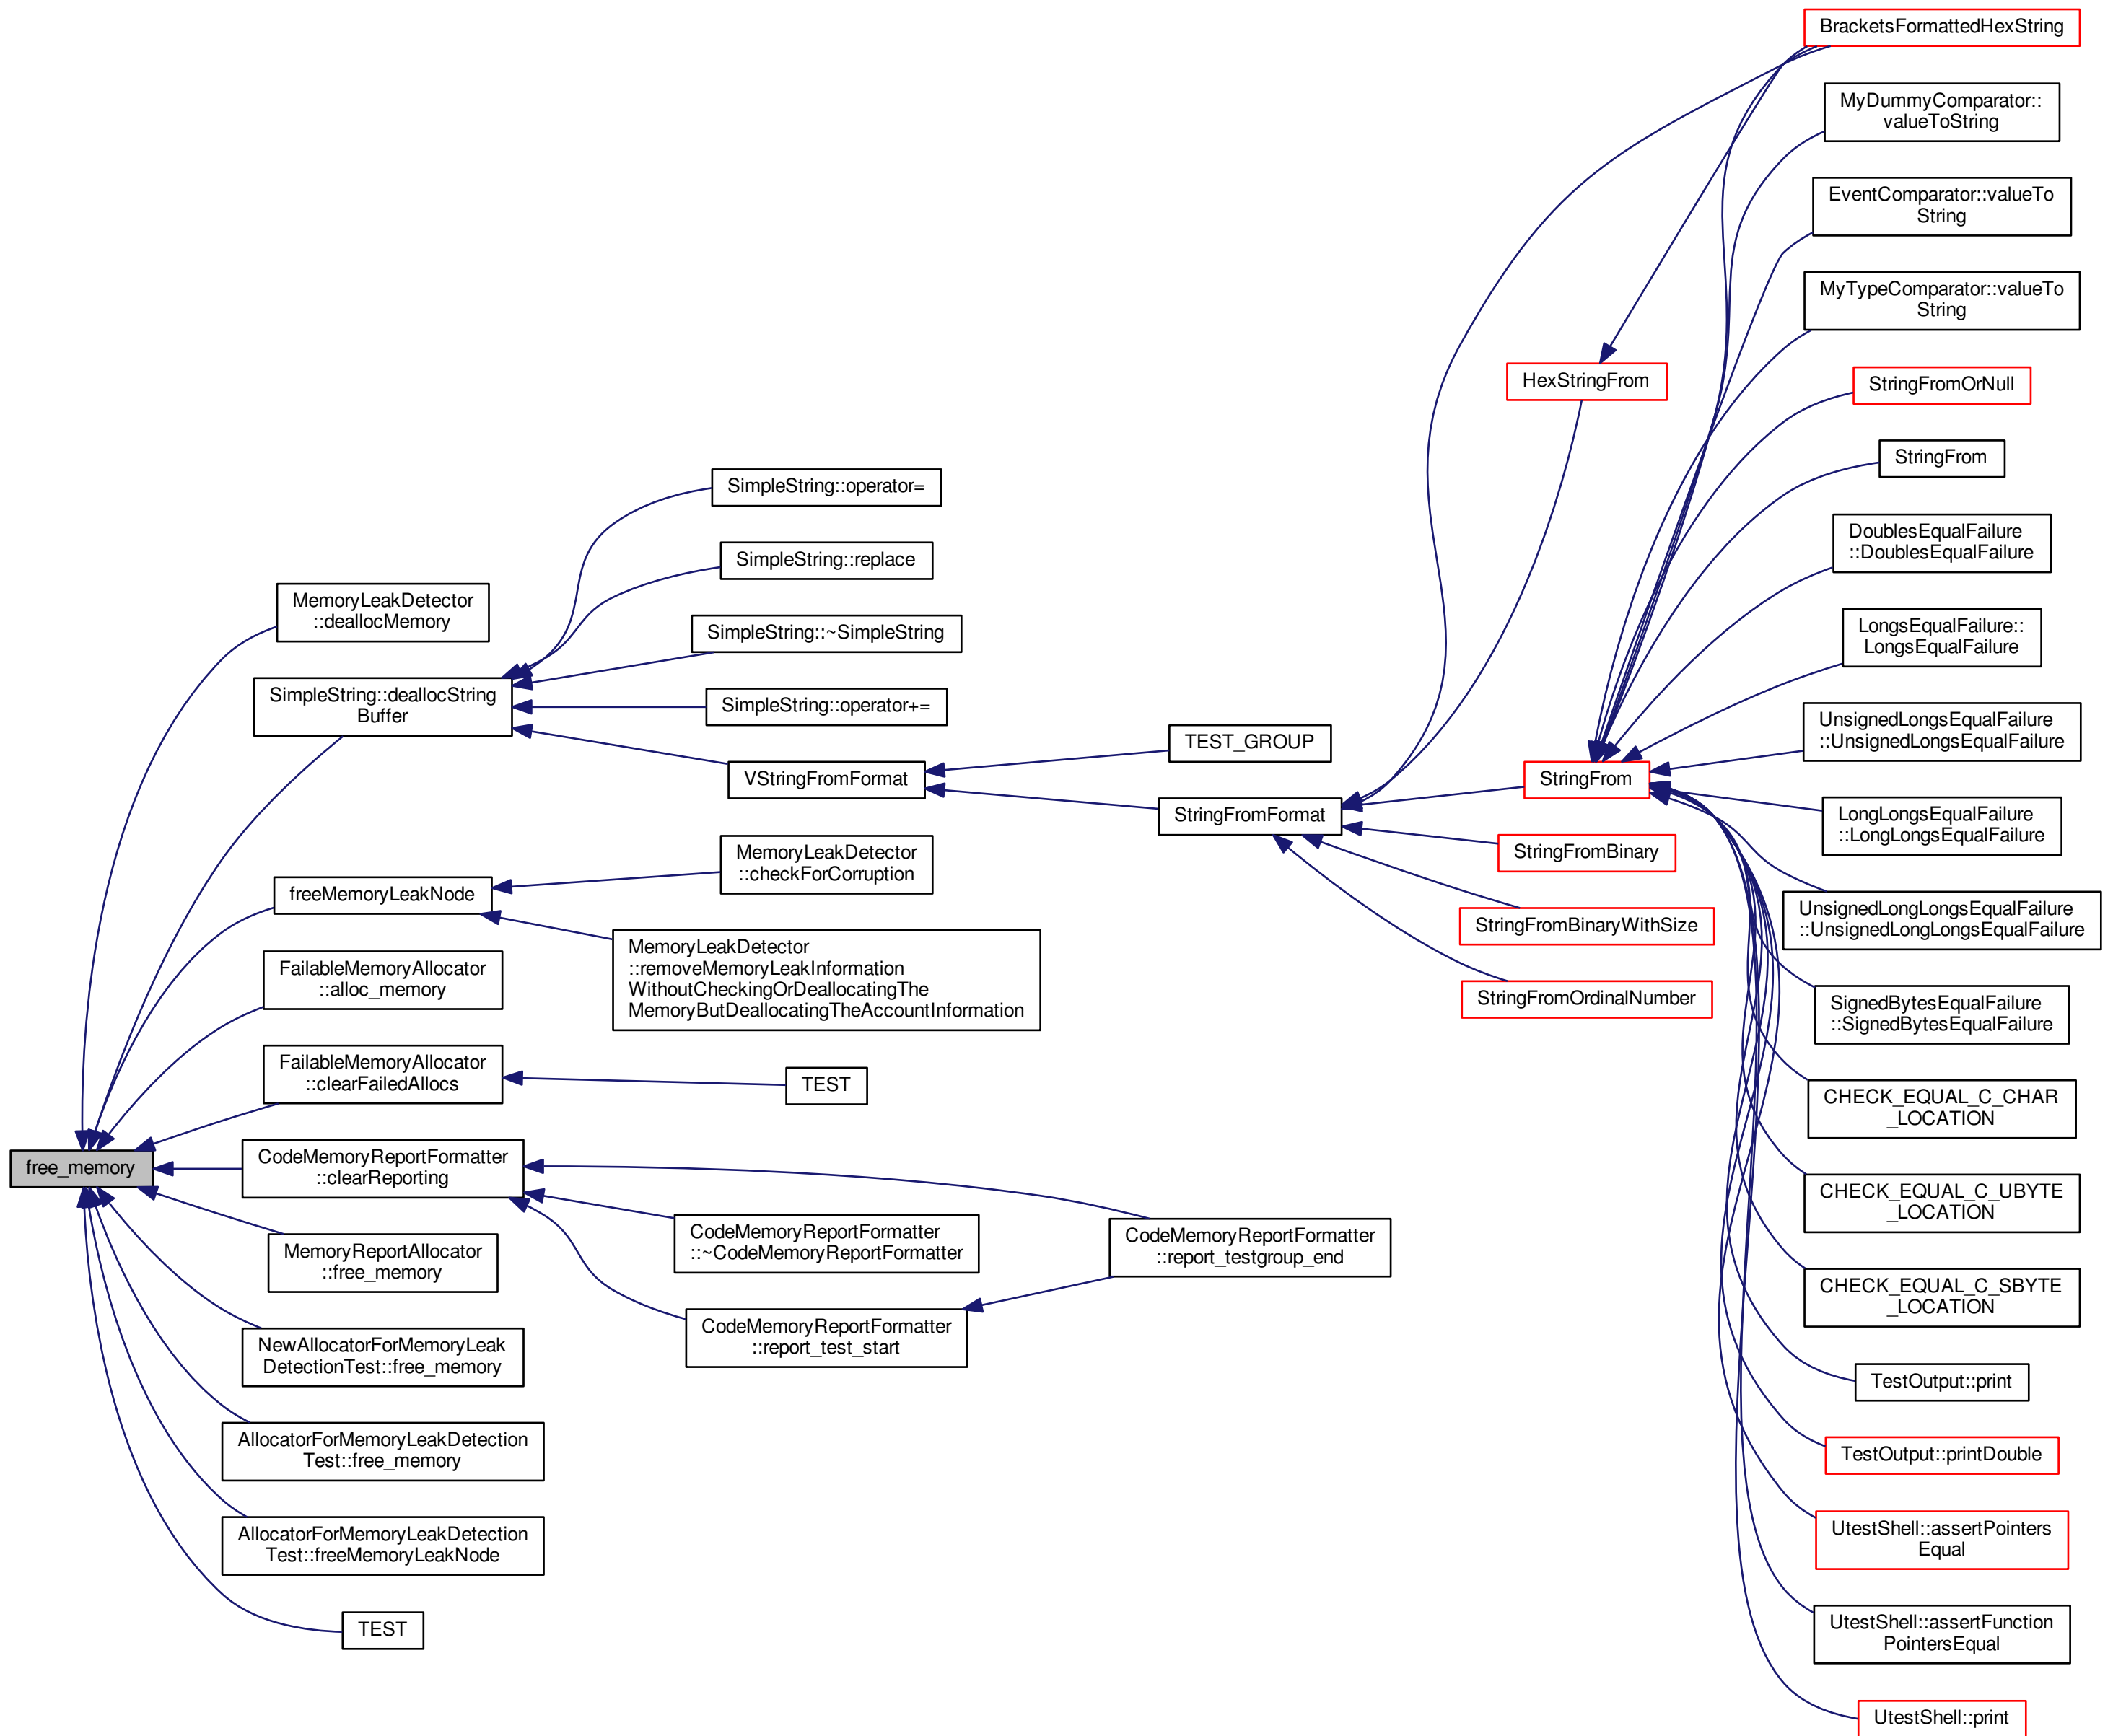 BracketsFormattedHexString
MyDummyComparator::
valueToString
EventComparator::valueTo
String
MyTypeComparator::valueTo
String
HexStringFrom
StringFromOrNull
StringFrom
SimpleString::operator=
DoublesEqualFailure
::DoublesEqualFailure
SimpleString::replace
MemoryLeakDetector
::deallocMemory
SimpleString::~SimpleString
LongsEqualFailure::
LongsEqualFailure
SimpleString::deallocString
Buffer
SimpleString::operator+=
UnsignedLongsEqualFailure
::UnsignedLongsEqualFailure
TEST_GROUP
VStringFromFormat
StringFrom
StringFromFormat
LongLongsEqualFailure
::LongLongsEqualFailure
StringFromBinary
MemoryLeakDetector
::checkForCorruption
freeMemoryLeakNode
UnsignedLongLongsEqualFailure
::UnsignedLongLongsEqualFailure
StringFromBinaryWithSize
MemoryLeakDetector
::removeMemoryLeakInformation
WithoutCheckingOrDeallocatingThe
MemoryButDeallocatingTheAccountInformation
FailableMemoryAllocator
::alloc_memory
StringFromOrdinalNumber
SignedBytesEqualFailure
::SignedBytesEqualFailure
FailableMemoryAllocator
::clearFailedAllocs
TEST
CHECK_EQUAL_C_CHAR
_LOCATION
free_memory
CodeMemoryReportFormatter
::clearReporting
CHECK_EQUAL_C_UBYTE
_LOCATION
CodeMemoryReportFormatter
::~CodeMemoryReportFormatter
CodeMemoryReportFormatter
::report_testgroup_end
MemoryReportAllocator
::free_memory
CHECK_EQUAL_C_SBYTE
_LOCATION
CodeMemoryReportFormatter
::report_test_start
NewAllocatorForMemoryLeak
DetectionTest::free_memory
TestOutput::print
AllocatorForMemoryLeakDetection
Test::free_memory
TestOutput::printDouble
AllocatorForMemoryLeakDetection
Test::freeMemoryLeakNode
UtestShell::assertPointers
Equal
TEST
UtestShell::assertFunction
PointersEqual
UtestShell::print